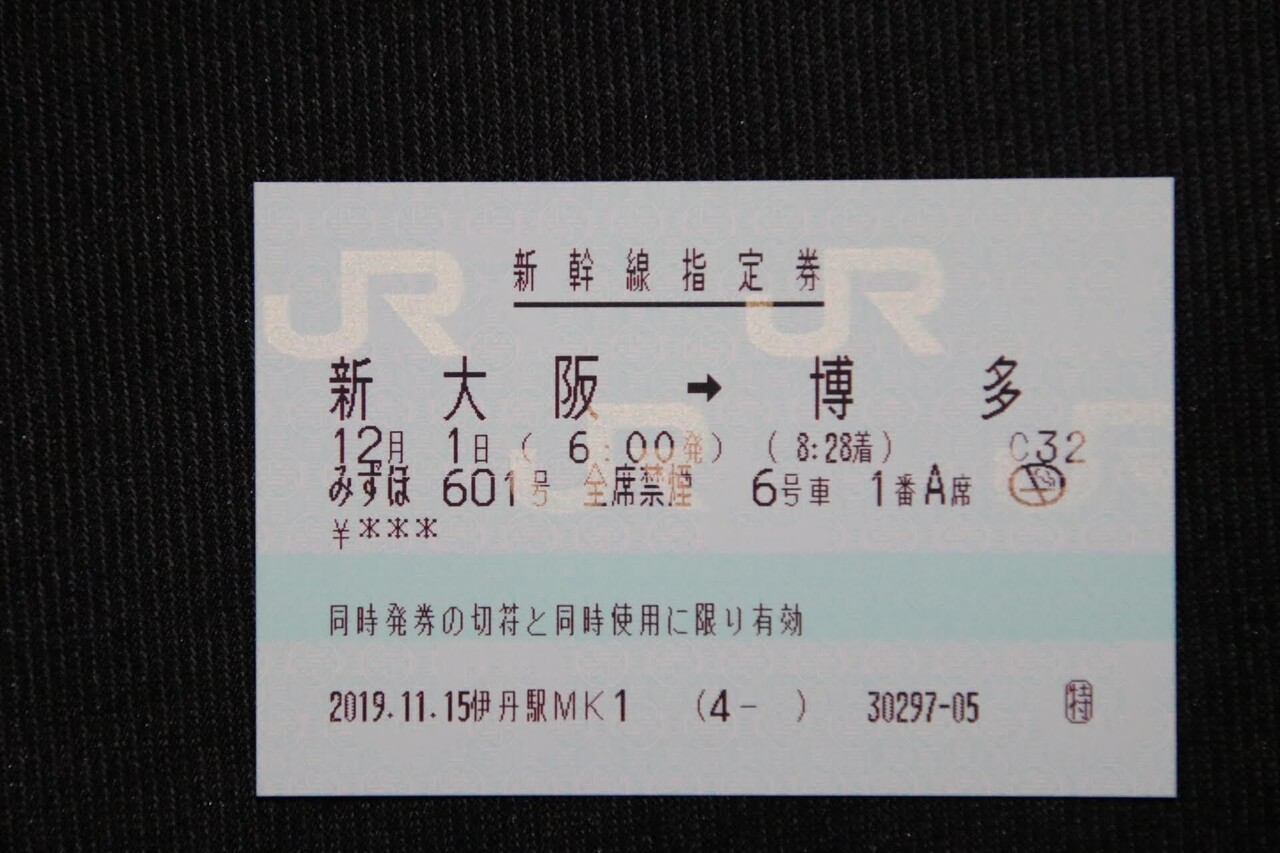 新幹線指定券
新大阪 ➡ 博多
12月 1日 ( 6:00発) ( 8:28着) C32
みずほ 601号 全席禁煙 6号車 1番A席
¥***
同時発券の切符と同時使用に限り有効
2019.11.15伊丹駅MK1 (4- ) 30297-05 特
JR JR JR